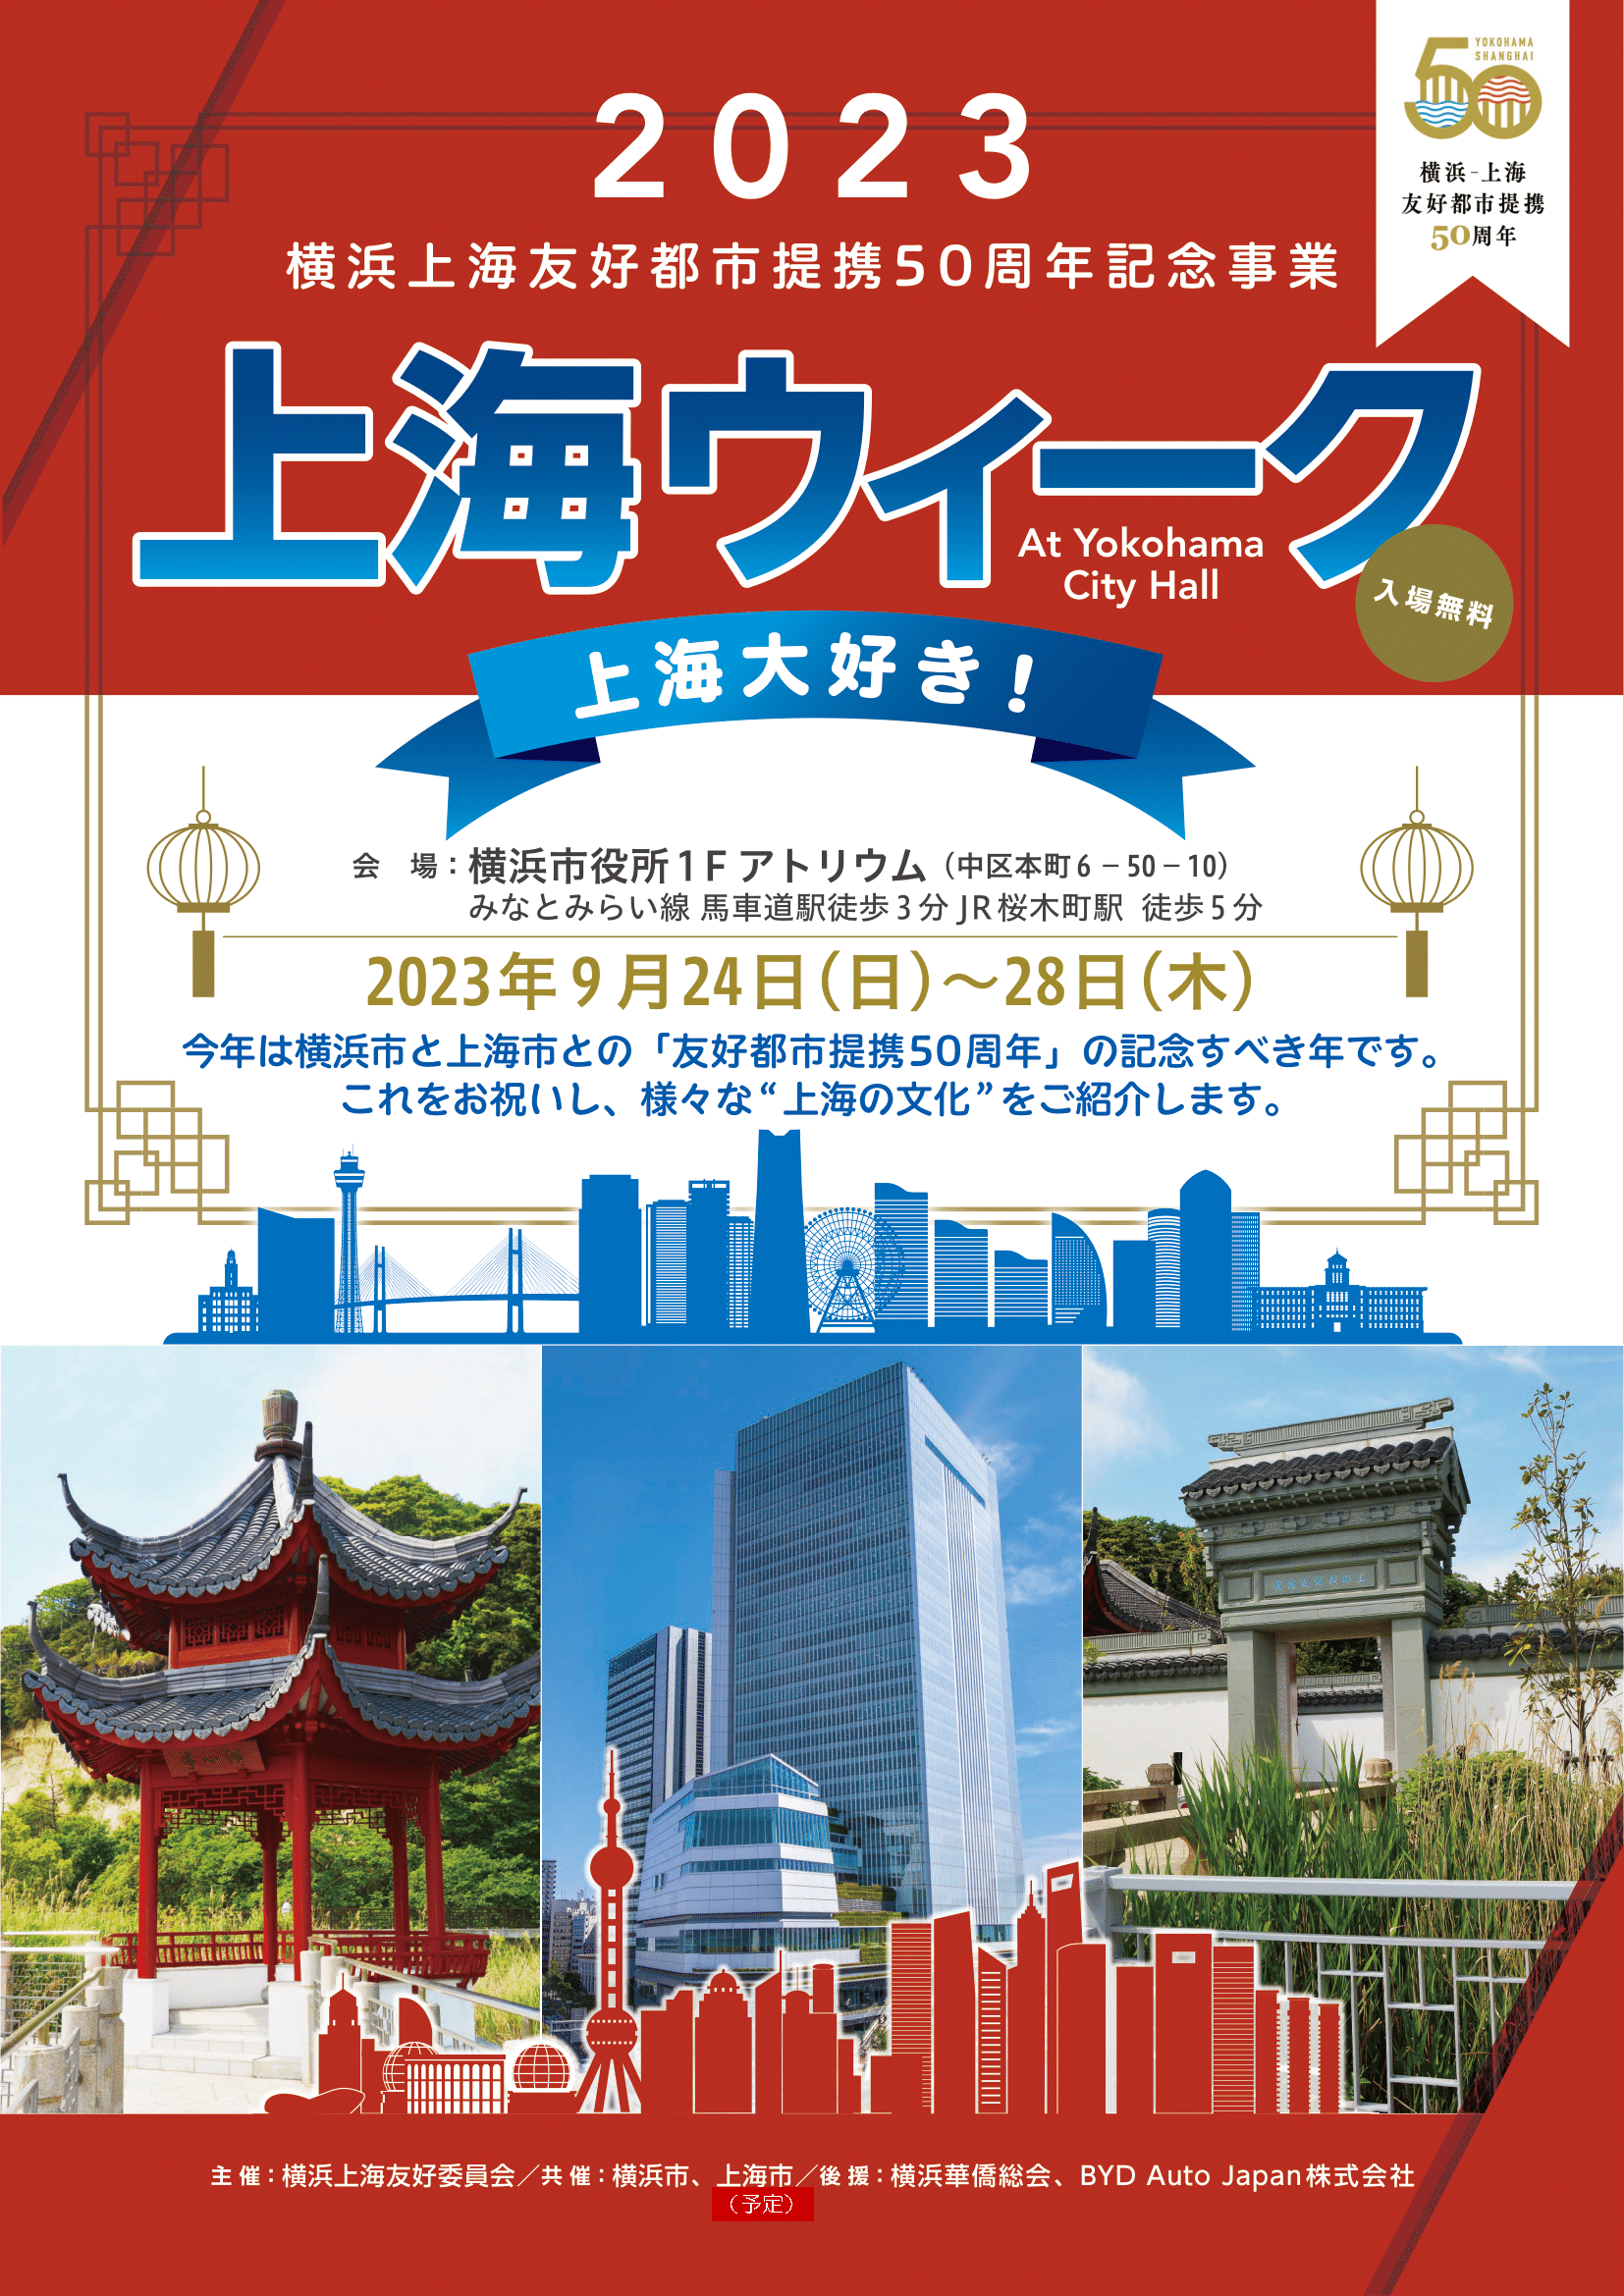 YOKOHAMA
SHANGHAI
50
横浜-上海
友好都市提携
50周年
2023
横浜上海友好都市提携50周年記念事業
上海ウィーク
At Yokohama
City Hall
入場無料
上海大好き！
会　場：横浜市役所1F アトリウム（中区本町6－50－10）
みなとみらい線 馬車道駅徒歩3分 JR桜木町駅 徒歩5分
2023年9月24日（日）～28日（木）
今年は横浜市と上海市との「友好都市提携50周年」の記念すべき年です。
これをお祝いし、様々な“上海の文化”をご紹介します。
主催：横浜上海友好委員会／共催：横浜市、上海市／後援：横浜華僑総会、BYD Auto Japan株式会社
（予定）